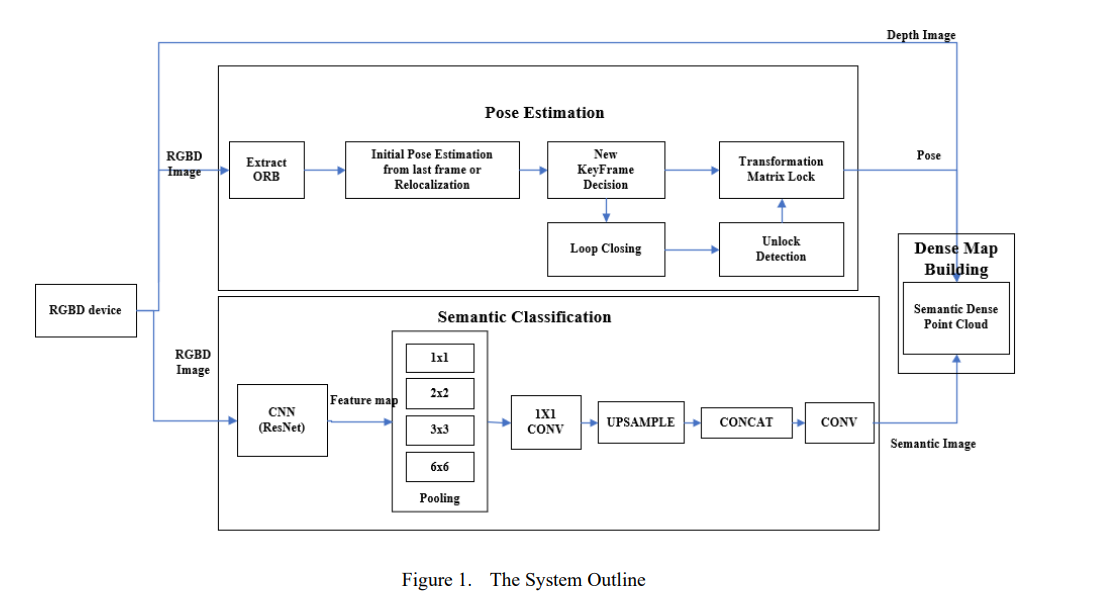 Depth Image
Pose Estimation
RGBD
Image
Extract
ORB
Initial Pose Estimation
from last frame or
Relocalization
New
KeyFrame
Decision
Transformation
Matrix Lock
Pose
Loop Closing
Unlock
Detection
Dense Map
Building
Semantic Dense
Point Cloud
RGBD device
Semantic Classification
RGBD
Image
CNN
(ResNet)
Feature map
1x1
2x2
3x3
6x6
Pooling
1X1
CONV
UPSAMPLE
CONCAT
CONV
Semantic Image
Figure 1. The System Outline